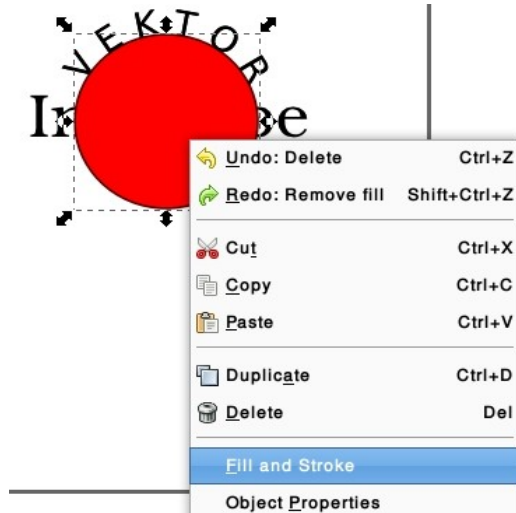 VEKTOR
Undo: Delete Ctrl+Z
Redo: Remove fill Shift+Ctrl+Z
Cut Ctrl+X
Copy Ctrl+C
Paste Ctrl+V
Duplicate Ctrl+D
Delete Del
Fill and Stroke
Object Properties